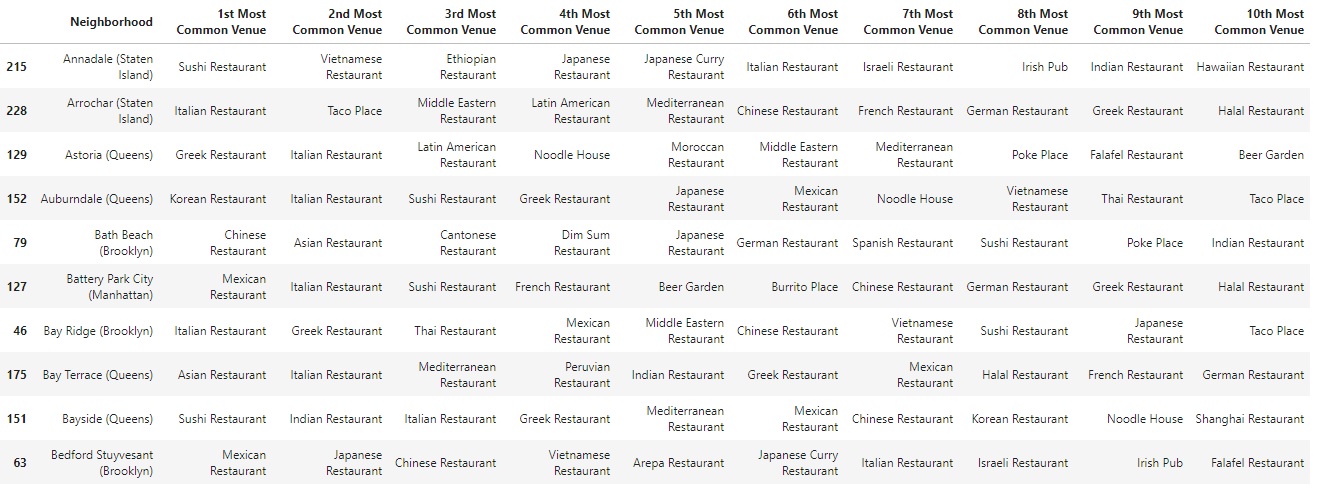 Neighborhood 1st Most Common Venue 2nd Most Common Venue 3rd Most Common Venue 4th Most Common Venue 5th Most Common Venue 6th Most Common Venue 7th Most Common Venue 8th Most Common Venue 9th Most Common Venue 10th Most Common Venue
215 Annadale (Staten Island) Sushi Restaurant Vietnamese Restaurant Ethiopian Restaurant Japanese Restaurant Japanese Curry Restaurant Italian Restaurant Israeli Restaurant Irish Pub Indian Restaurant Hawaiian Restaurant
228 Arrochar (Staten Island) Italian Restaurant Taco Place Middle Eastern Restaurant Latin American Restaurant Mediterranean Restaurant Chinese Restaurant French Restaurant German Restaurant Greek Restaurant Halal Restaurant
129 Astoria (Queens) Greek Restaurant Italian Restaurant Latin American Restaurant Noodle House Moroccan Restaurant Middle Eastern Restaurant Mediterranean Restaurant Poke Place Falafel Restaurant Beer Garden
152 Auburndale (Queens) Korean Restaurant Italian Restaurant Sushi Restaurant Greek Restaurant Japanese Restaurant Mexican Restaurant Noodle House Vietnamese Restaurant Thai Restaurant Taco Place
79 Bath Beach (Brooklyn) Chinese Restaurant Asian Restaurant Cantonese Restaurant Dim Sum Restaurant Japanese Restaurant German Restaurant Spanish Restaurant Sushi Restaurant Poke Place Indian Restaurant
127 Battery Park City (Manhattan) Mexican Restaurant Italian Restaurant Sushi Restaurant French Restaurant Beer Garden Burrito Place Chinese Restaurant German Restaurant Greek Restaurant Halal Restaurant
46 Bay Ridge (Brooklyn) Italian Restaurant Greek Restaurant Thai Restaurant Mexican Restaurant Middle Eastern Restaurant Chinese Restaurant Vietnamese Restaurant Sushi Restaurant Japanese Restaurant Taco Place
175 Bay Terrace (Queens) Asian Restaurant Italian Restaurant Mediterranean Restaurant Peruvian Restaurant Indian Restaurant Greek Restaurant Mexican Restaurant Halal Restaurant French Restaurant German Restaurant
151 Bayside (Queens) Sushi Restaurant Indian Restaurant Italian Restaurant Greek Restaurant Mediterranean Restaurant Mexican Restaurant Chinese Restaurant Korean Restaurant Noodle House Shanghai Restaurant
63 Bedford Stuyvesant (Brooklyn) Mexican Restaurant Japanese Restaurant Chinese Restaurant Vietnamese Restaurant Arepa Restaurant Japanese Curry Restaurant Italian Restaurant Israeli Restaurant Irish Pub Falafel Restaurant